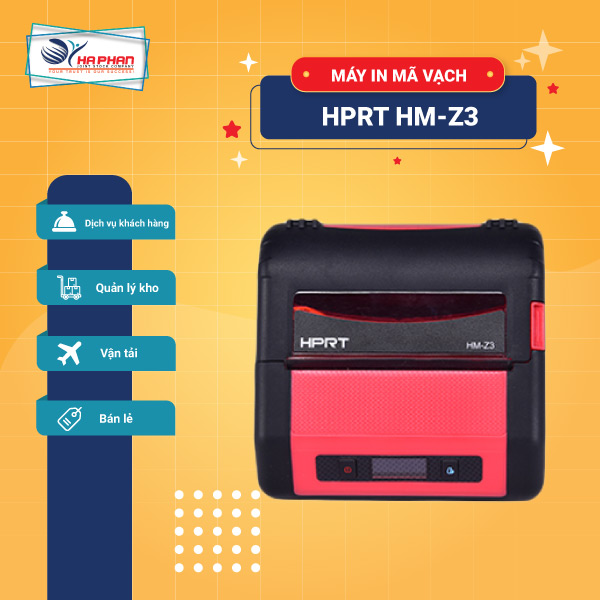 HA PHAN
JOINT STOCK COMPANY
YOUR TRUST IS OUR SUCCESS!
MÁY IN MÃ VẠCH
HPRT HM-Z3
Dịch vụ khách hàng
Quản lý kho
Vận tải
Bán lẻ
HPRT
HM-Z3